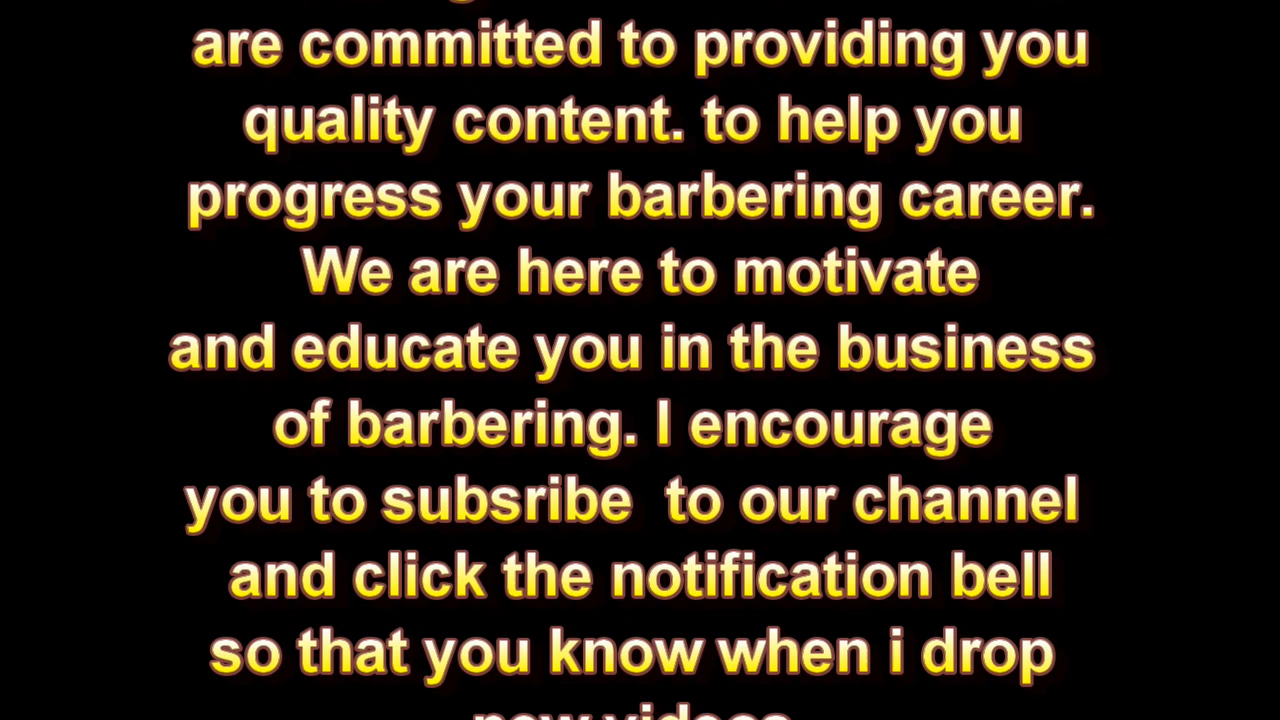 are committed to providing you
quality content. to help you
progress your barbering career.
We are here to motivate
and educate you in the business
of barbering. I encourage
you to subsribe  to our channel
and click the notification bell
so that you know when i drop
new videos